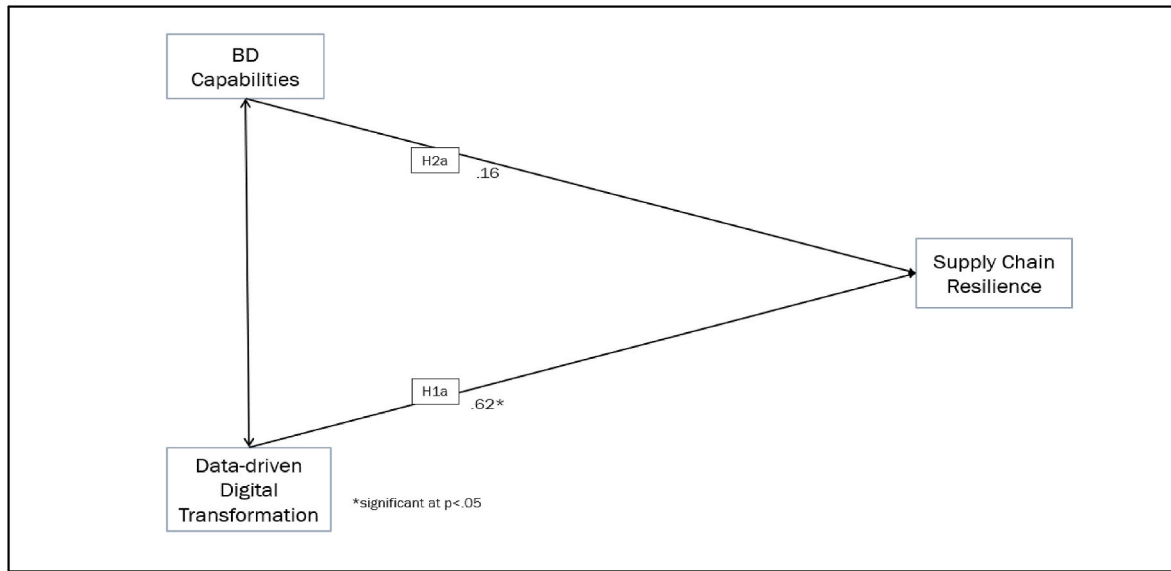 BD
Capabilities
H2a
.16
Supply Chain
Resilience
H1a
.62*
Data-driven
Digital
Transformation
*significant at p<.05